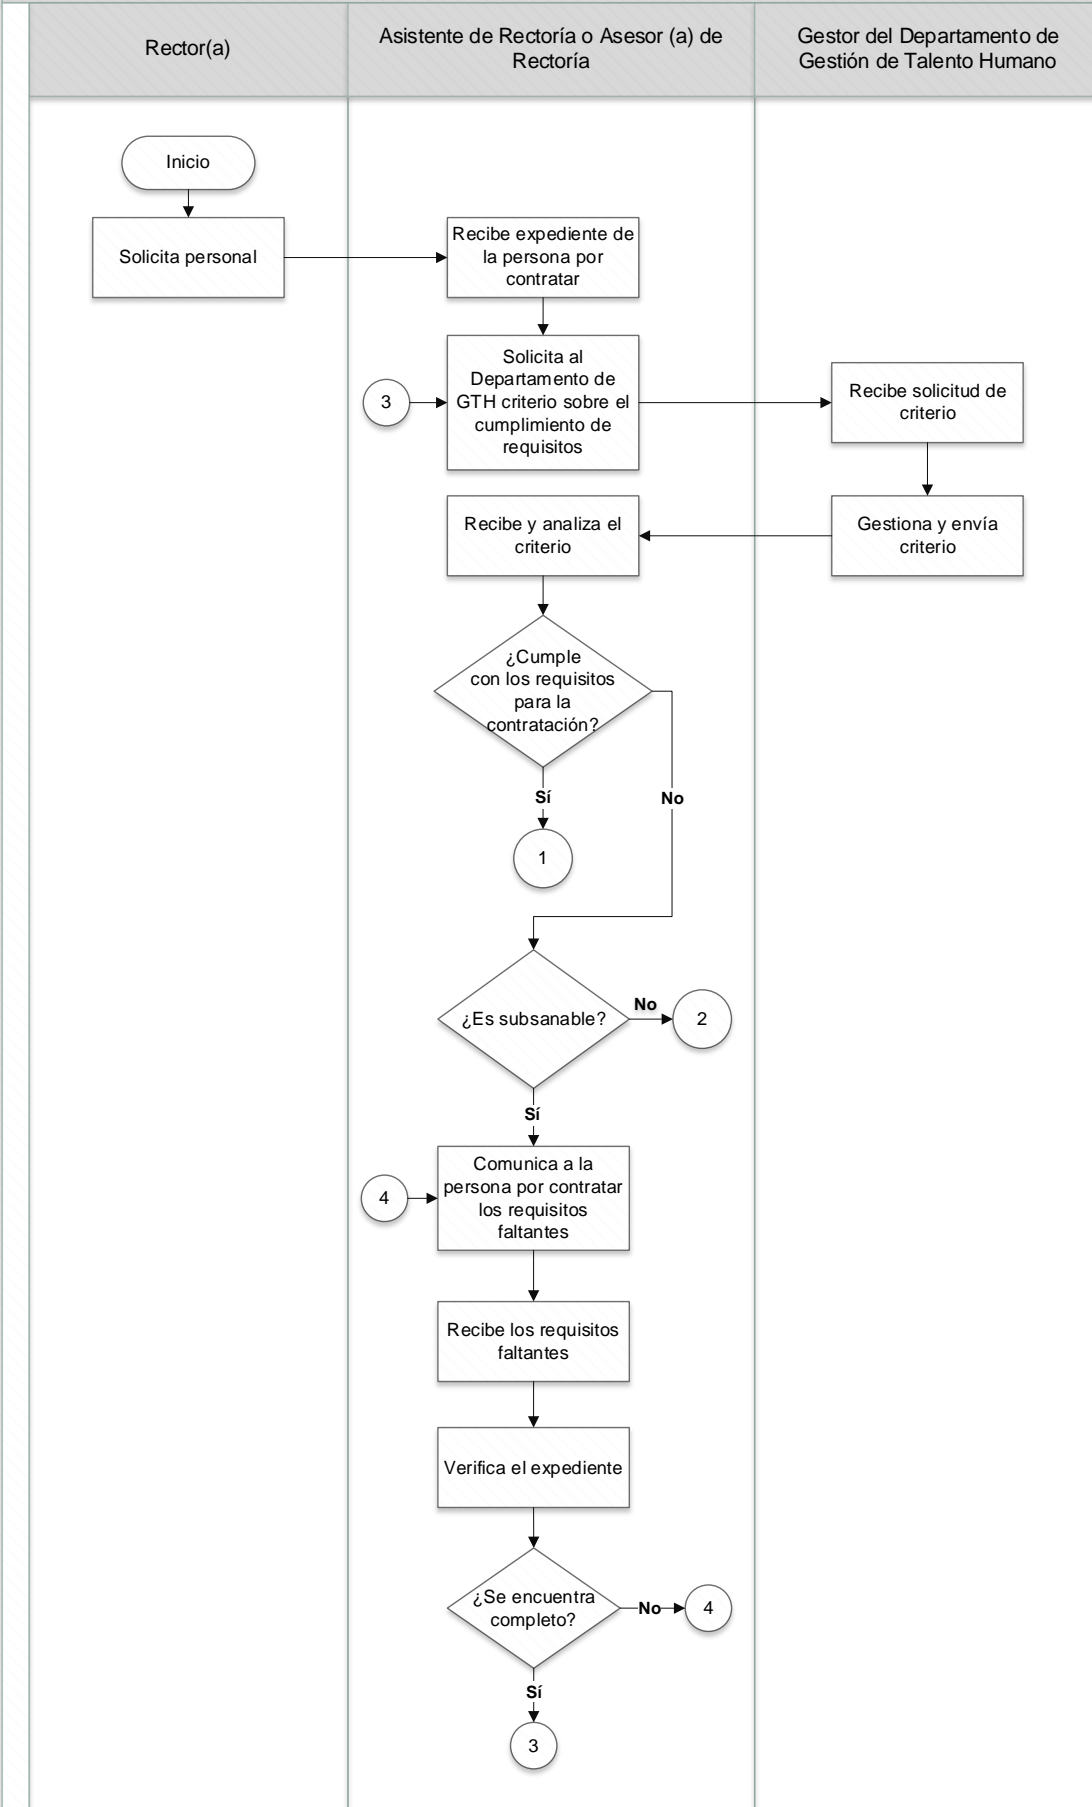 Rector(a)
Asistente de Rectoría o Asesor (a) de
Rectoría
Gestor del Departamento de
Gestión de Talento Humano
Inicio
Solicita personal
Recibe expediente de
la persona por
contratar
3
Solicita al
Departamento de
GTH criterio sobre el
cumplimiento de
requisitos
Recibe solicitud de
criterio
Recibe y analiza el
criterio
Gestiona y envía
criterio
¿Cumple
con los requisitos
para la
contratación?
Sí
No
1
¿Es subsanable?
No
2
Sí
4
Comunica a la
persona por contratar
los requisitos
faltantes
Recibe los requisitos
faltantes
Verifica el expediente
¿Se encuentra
completo?
No
4
Sí
3